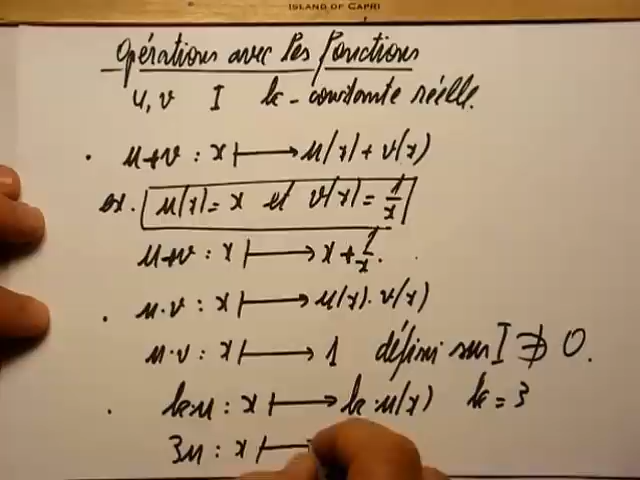 ISLAND OF CAPRI
Opérations avec les fonctions
u, v I k - constante réelle.
• u+v : x ⟼ u(x) + v(x)
ex. u(x) = x et v(x) = 1/x
u+v : x ⟼ x + 1/x.
• u·v : x ⟼ u(x)·v(x)
u·v : x ⟼ 1 défini sur I ∌ 0.
• k·u : x ⟼ k·u(x) k = 3
3u : x ⟼